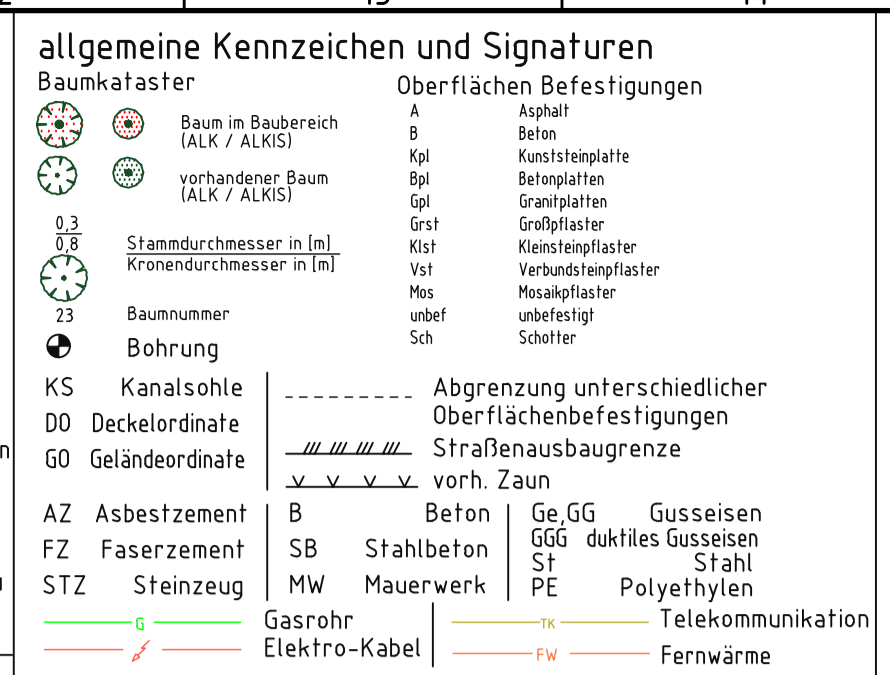 allgemeine Kennzeichen und Signaturen
Baumkataster
Baum im Baubereich
(ALK / ALKIS)
vorhandener Baum
(ALK / ALKIS)
0,3
0,8
Stammdurchmesser in [m]
Kronendurchmesser in [m]
23 Baumnummer
Bohrung
Oberflächen Befestigungen
A Asphalt
B Beton
Kpl Kunststeinplatte
Bpl Betonplatten
Gpl Granitplatten
Grst Großpflaster
Klst Kleinsteinpflaster
Vst Verbundsteinpflaster
Mos Mosaikpflaster
unbef unbefestigt
Sch Schotter
KS Kanalsohle
DO Deckelordinate
GO Geländeordinate
Abgrenzung unterschiedlicher
Oberflächenbefestigungen
Straßenausbaugrenze
vorh. Zaun
AZ Asbestzement
FZ Faserzement
STZ Steinzeug
B Beton
SB Stahlbeton
MW Mauerwerk
Ge,GG Gusseisen
GGG duktiles Gusseisen
St Stahl
PE Polyethylen
G Gasrohr
Elektro-Kabel
TK Telekommunikation
FW Fernwärme